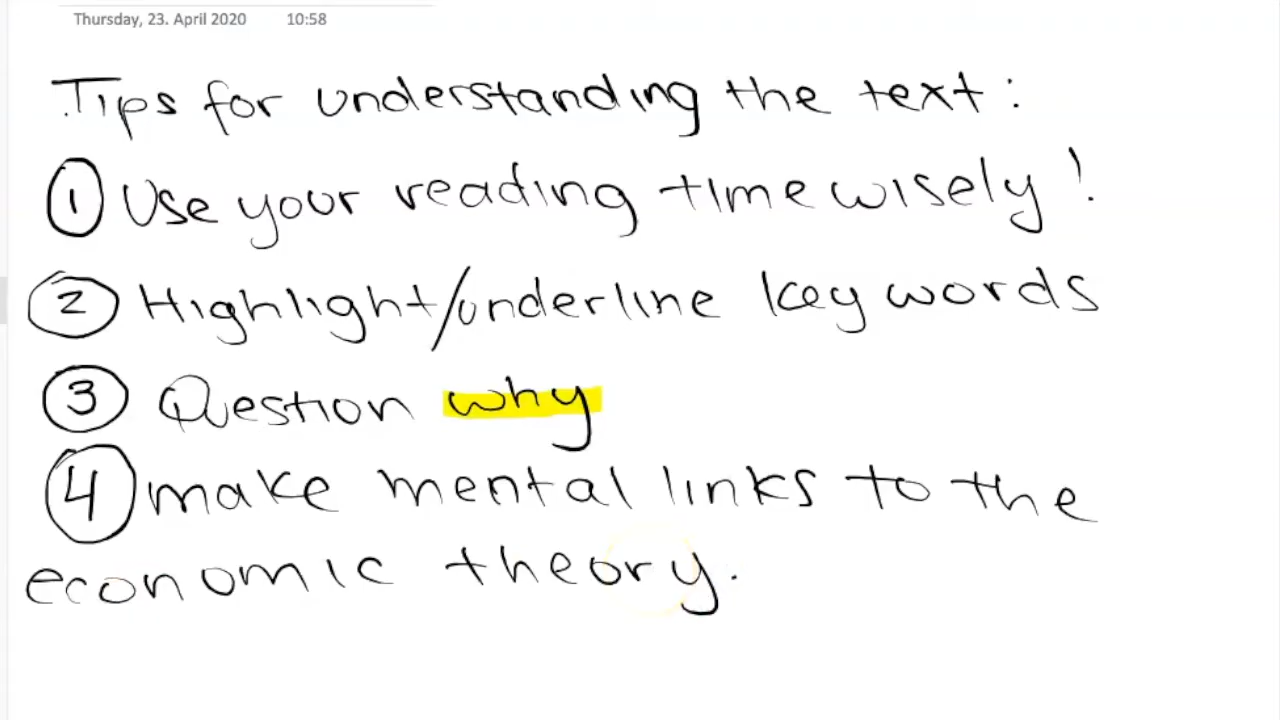 Thursday, 23. April 2020 10:58
Tips for understanding the text:
1 Use your reading time wisely!
2 Highlight/underline key words
3 Question why
4 make mental links to the
economic theory.